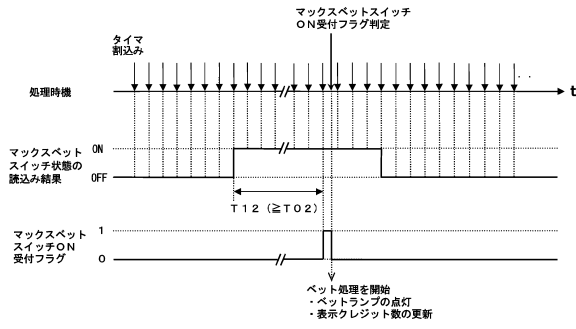 マックスベットスイッチ
ON受付フラグ判定
タイマ
割込み
処理時機
t
マックスベット
スイッチ状態の
読込み結果
ON
OFF
T12(≧T02)
マックスベット
スイッチON
受付フラグ
1
0
ベット処理を開始
・ベットランプの点灯
・表示クレジット数の更新